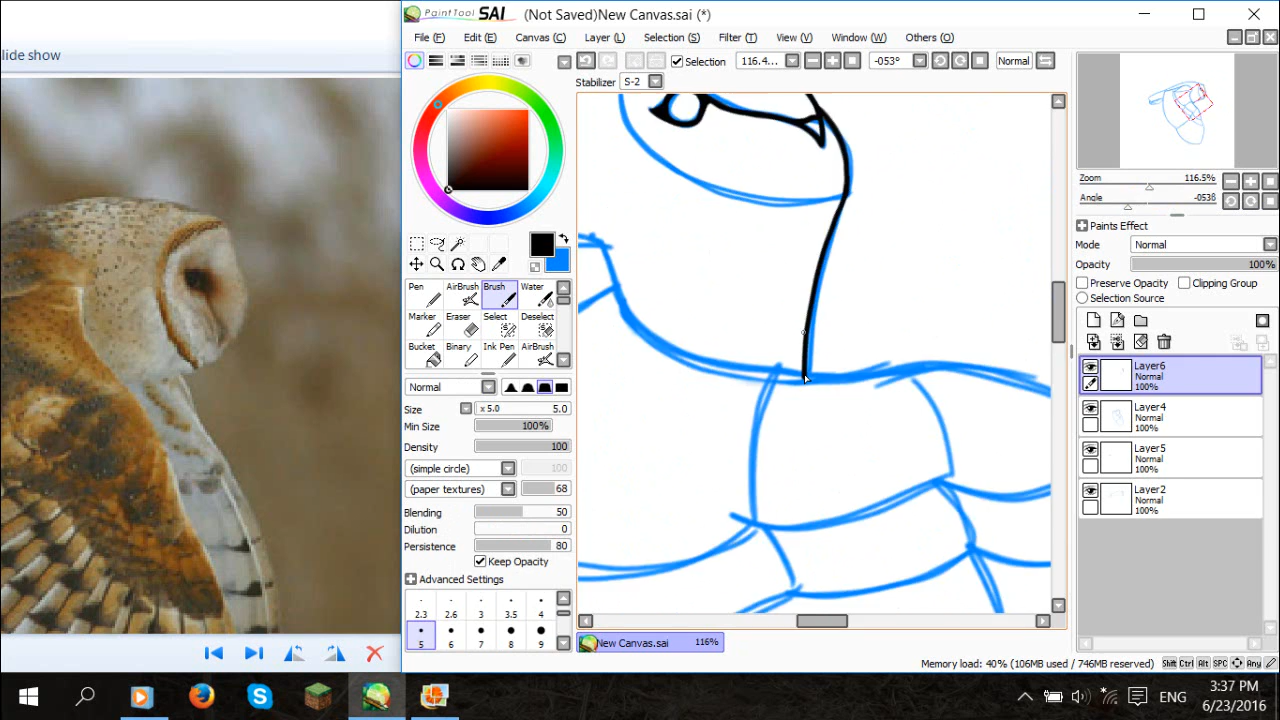 lide show
PaintTool SAI (Not Saved)New Canvas.sai (*)
File (F) Edit (E) Canvas (C) Layer (L) Selection (S) Filter (T) View (V) Window (W) Others (O)
Selection 116.4... -053° Normal
Stabilizer S-2
Zoom 116.5%
Angle -053®
Paints Effect
Mode Normal
Opacity 100%
Preserve Opacity Clipping Group
Selection Source
Pen AirBrush Brush Water
Marker Eraser Select Deselect
Bucket Binary Ink Pen AirBrush
Normal
Size x 5.0 5.0
Min Size 100%
Density 100
(simple circle) 100
(paper textures) 68
Blending 50
Dilution 0
Persistence 80
Keep Opacity
Advanced Settings
2.3 2.6 3 3.5 4
5 6 7 8 9
Layer6
Normal
100%
Layer4
Normal
100%
Layer5
Normal
100%
Layer2
Normal
100%
New Canvas.sai 116%
Memory load: 40% (106MB used / 746MB reserved) Shift Ctrl Alt SPC Any
ENG
3:37 PM
6/23/2016